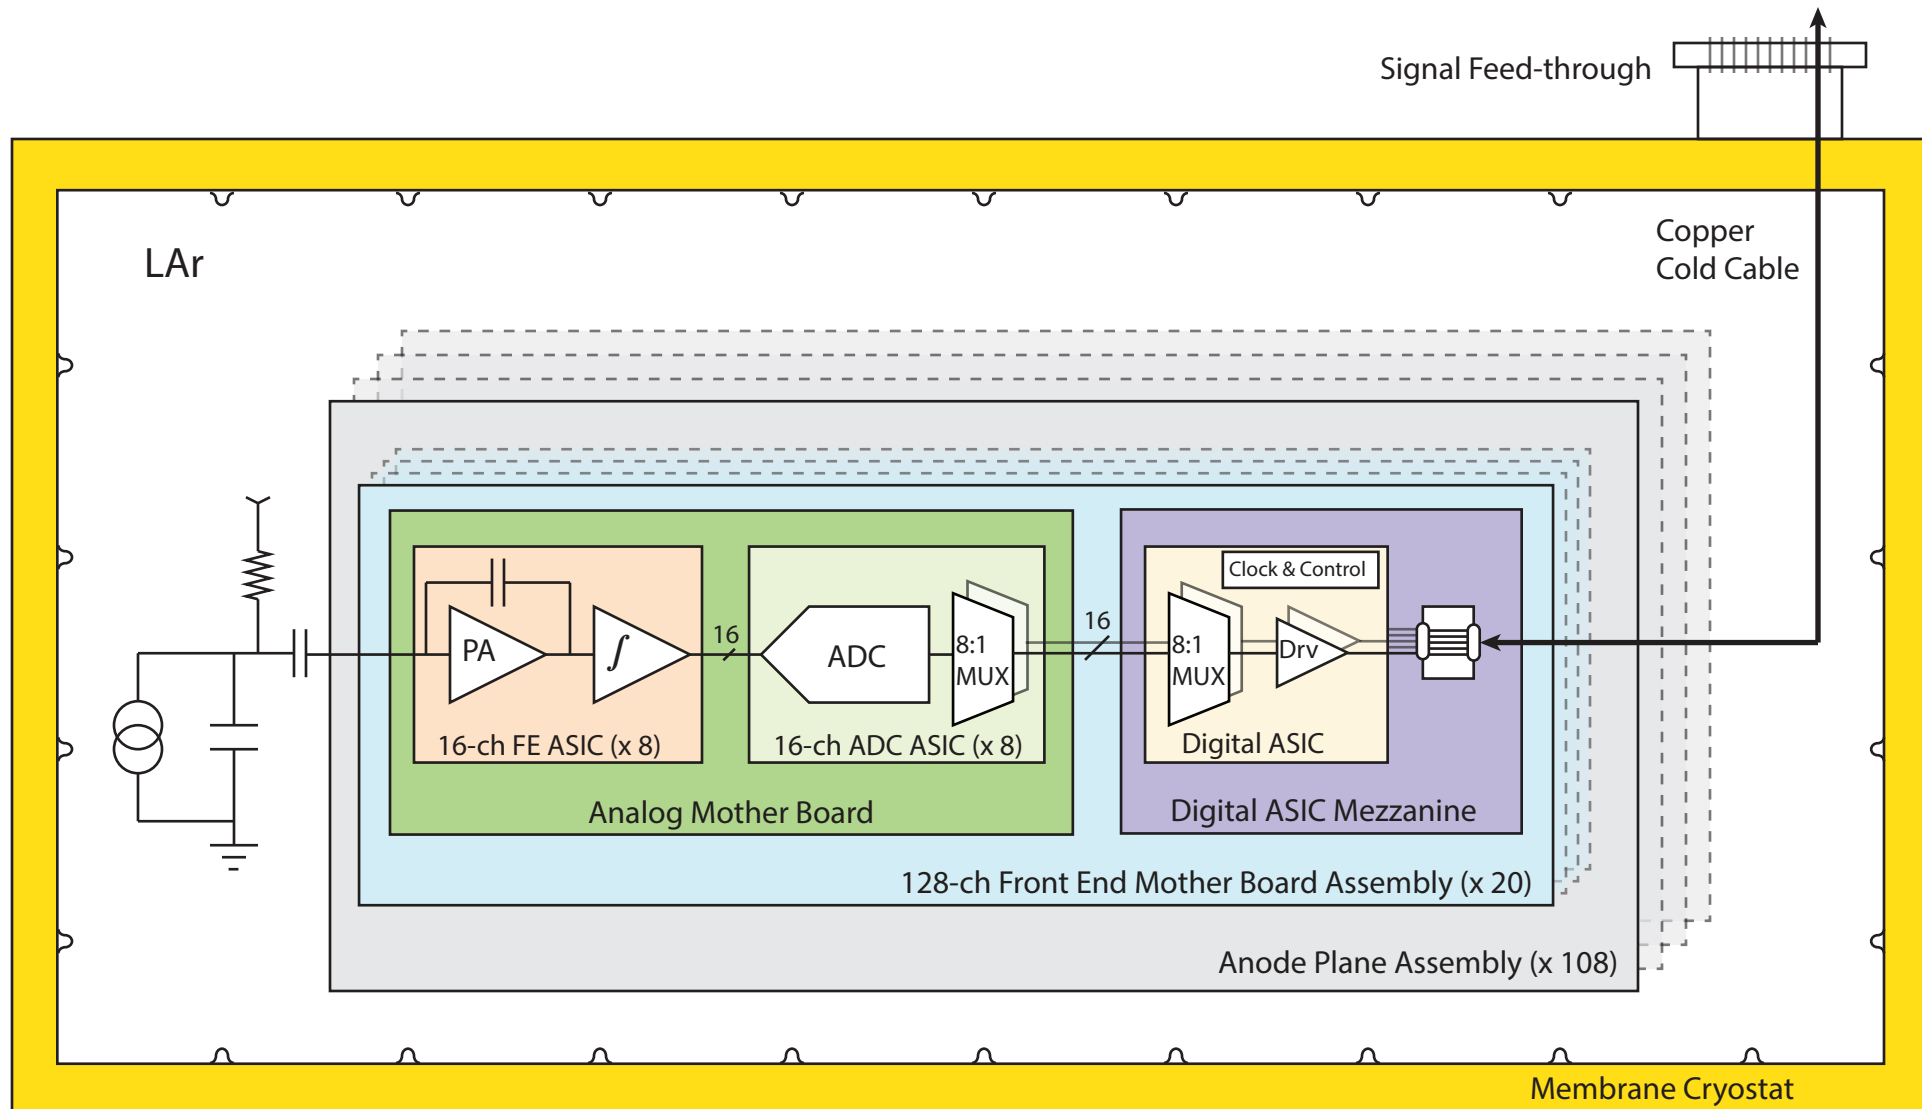 Signal Feed-through
Copper
Cold Cable
LAr
Clock & Control
16
16
PA
∫
ADC
8:1
MUX
8:1
MUX
Drv
16-ch FE ASIC (x 8)
16-ch ADC ASIC (x 8)
Digital ASIC
Analog Mother Board
Digital ASIC Mezzanine
128-ch Front End Mother Board Assembly (x 20)
Anode Plane Assembly (x 108)
Membrane Cryostat